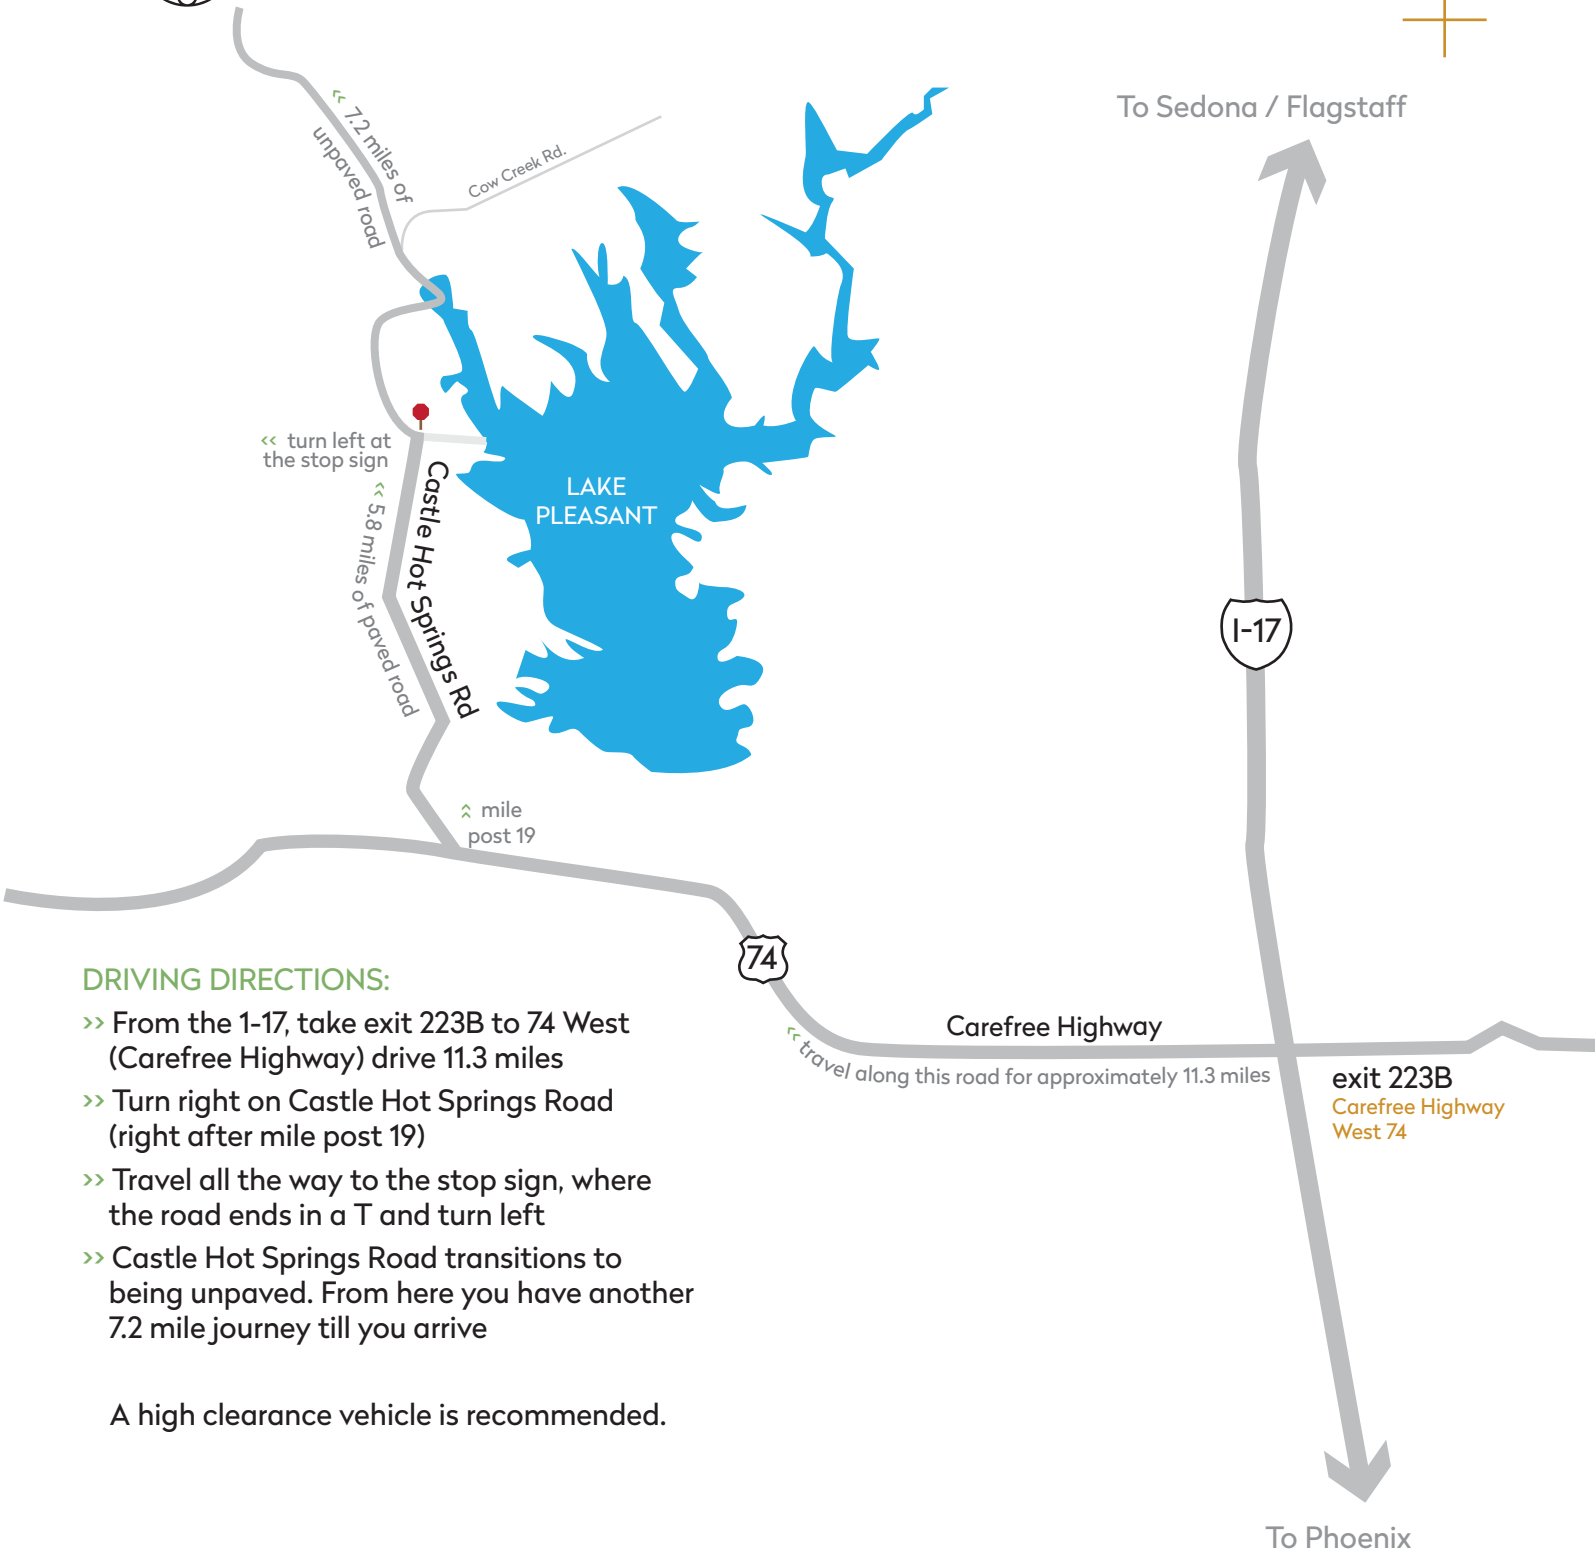 To Sedona / Flagstaff
<< 7.2 miles of
unpaved road
Cow Creek Rd.
<< turn left at
the stop sign
<< 5.8 miles of paved road
Castle Hot Springs Rd
LAKE
PLEASANT
I-17
<< mile
post 19
74
Carefree Highway
<< travel along this road for approximately 11.3 miles
exit 223B
Carefree Highway
West 74
DRIVING DIRECTIONS:
>> From the 1-17, take exit 223B to 74 West
(Carefree Highway) drive 11.3 miles
>> Turn right on Castle Hot Springs Road
(right after mile post 19)
>> Travel all the way to the stop sign, where
the road ends in a T and turn left
>> Castle Hot Springs Road transitions to
being unpaved. From here you have another
7.2 mile journey till you arrive
A high clearance vehicle is recommended.
To Phoenix